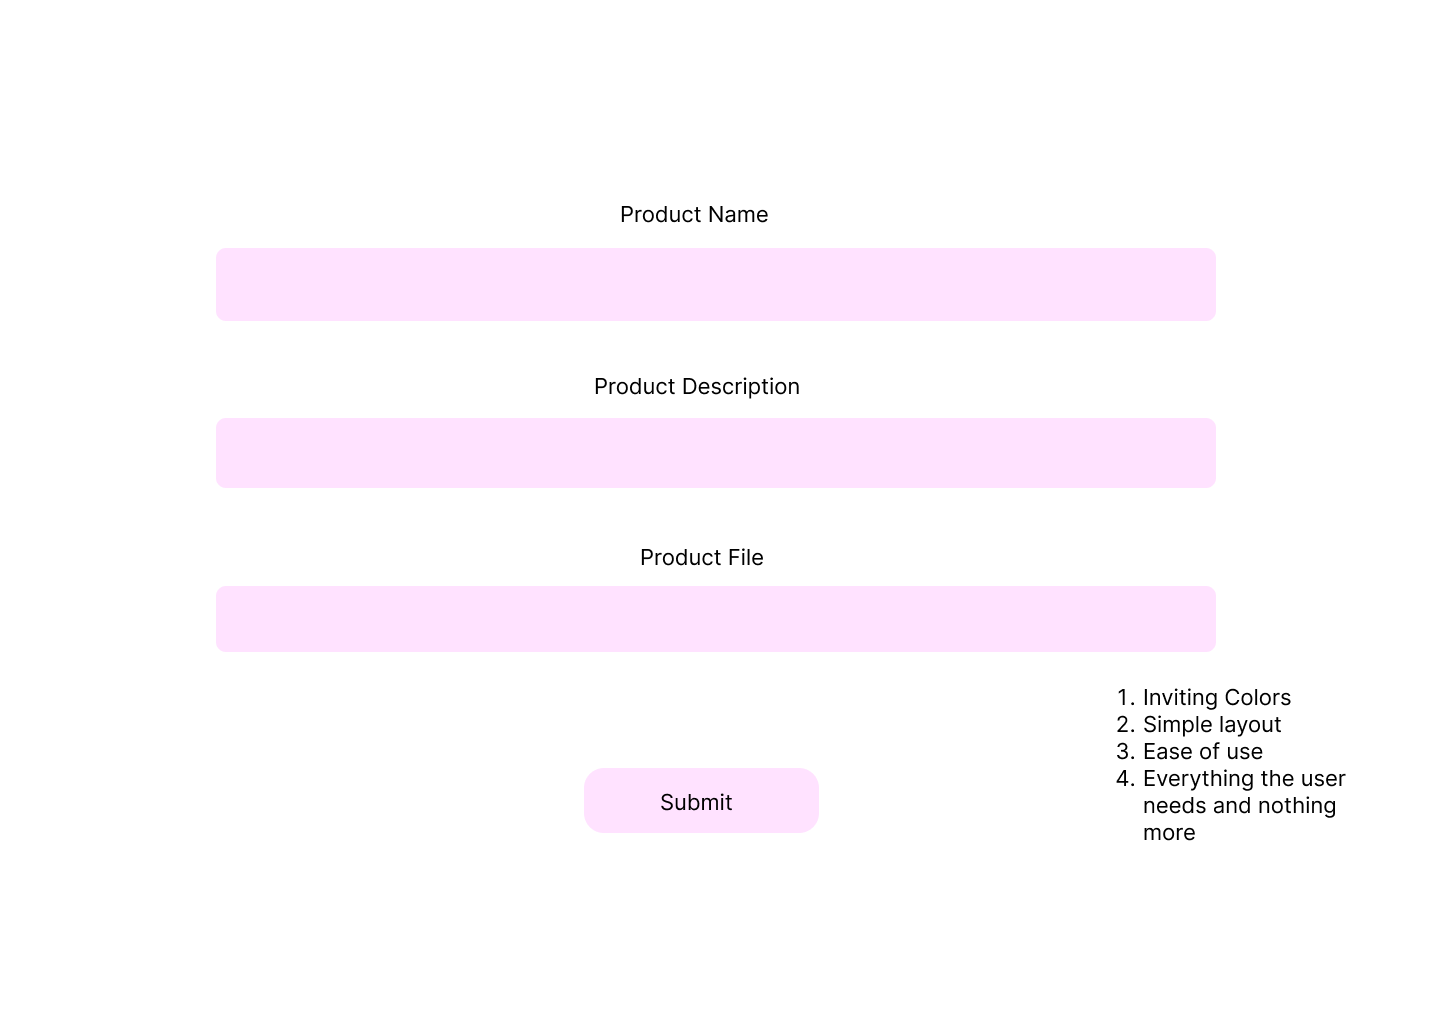 Product Name
Product Description
Product File
1. Inviting Colors
2. Simple layout
3. Ease of use
4. Everything the user
needs and nothing
more
Submit